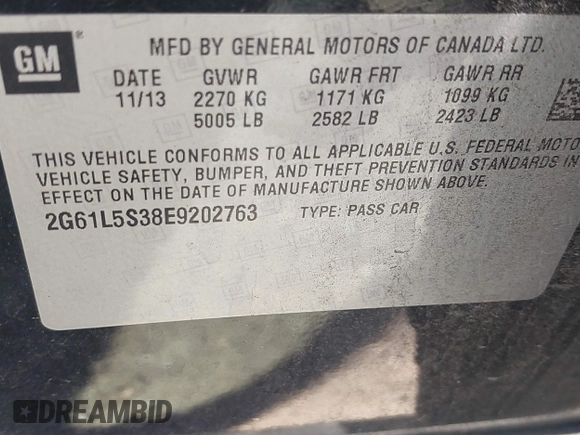 GM
®
MFD BY GENERAL MOTORS OF CANADA LTD.
DATE GVWR GAWR FRT GAWR RR
11/13 2270 KG 1171 KG 1099 KG
5005 LB 2582 LB 2423 LB
THIS VEHICLE CONFORMS TO ALL APPLICABLE U.S. FEDERAL MOTO
VEHICLE SAFETY, BUMPER, AND THEFT PREVENTION STANDARDS IN
EFFECT ON THE DATE OF MANUFACTURE SHOWN ABOVE.
2G61L5S38E9202763 TYPE: PASS CAR
DREAMBID